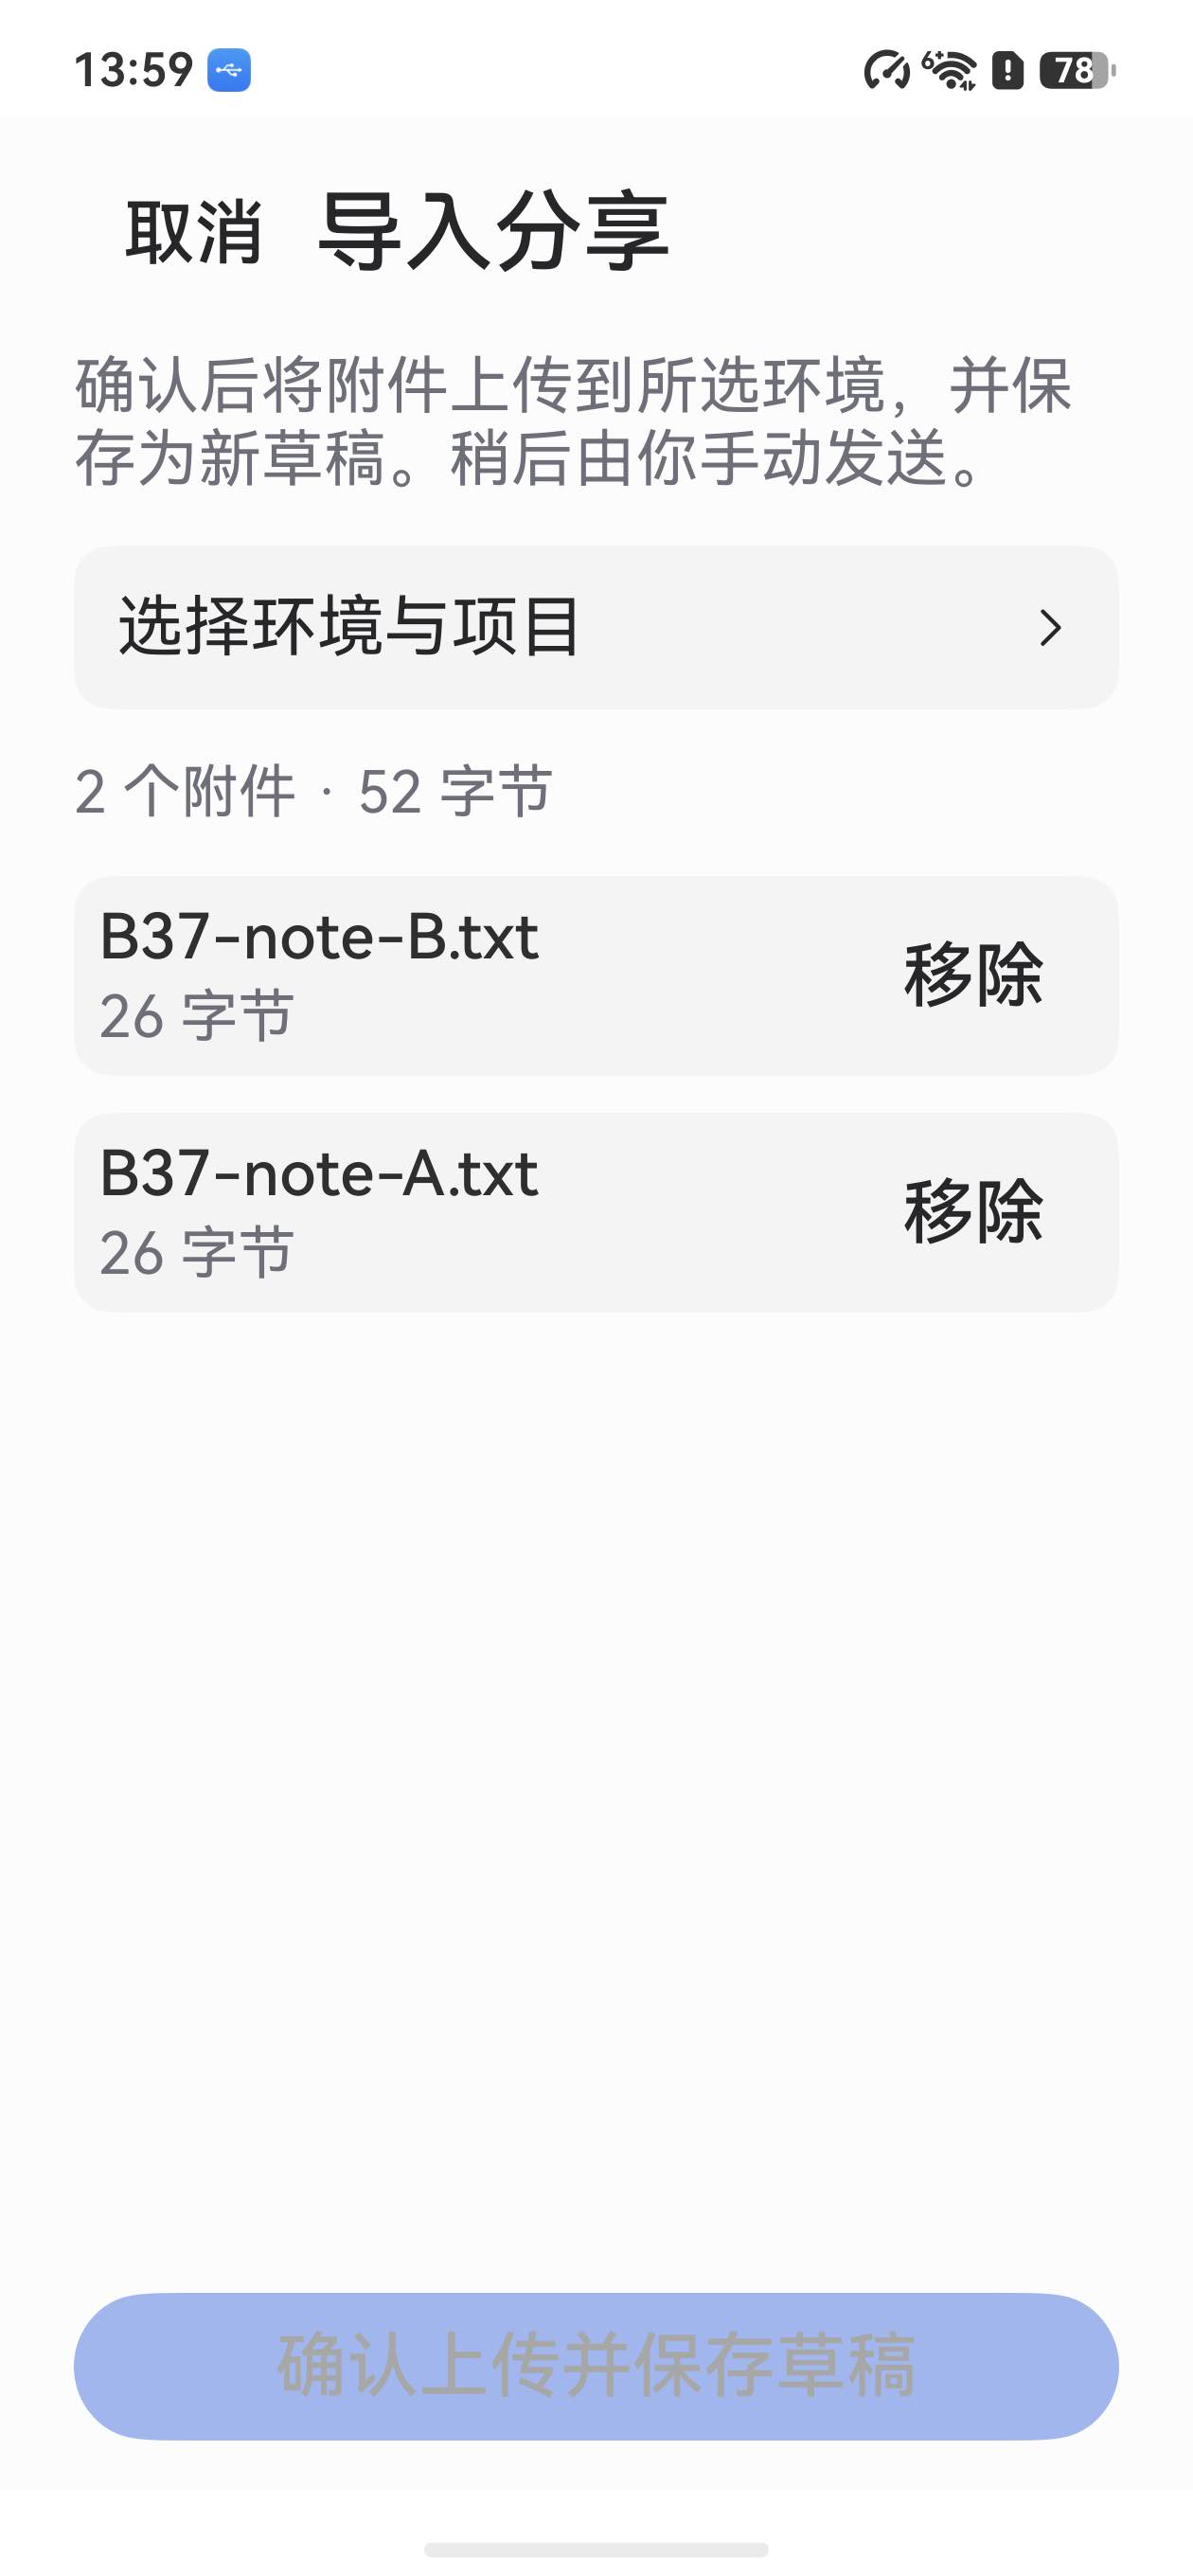 13:59
78
取消 导入分享
确认后将附件上传到所选环境，并保
存为新草稿。稍后由你手动发送。
选择环境与项目
2 个附件 · 52 字节
B37-note-B.txt
26 字节
移除
B37-note-A.txt
26 字节
移除
确认上传并保存草稿